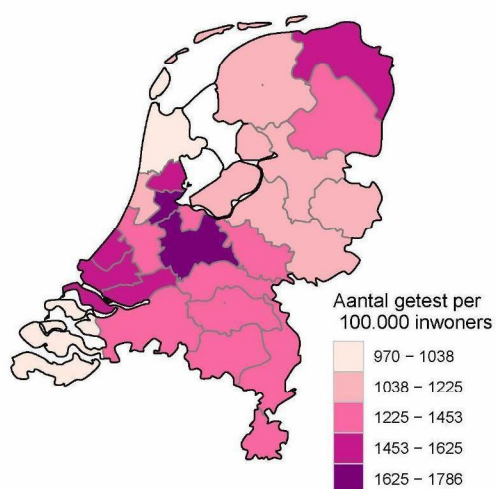 Aantal getest per
100.000 inwoners
970 – 1038
1038 – 1225
1225 – 1453
1453 – 1625
1625 – 1786